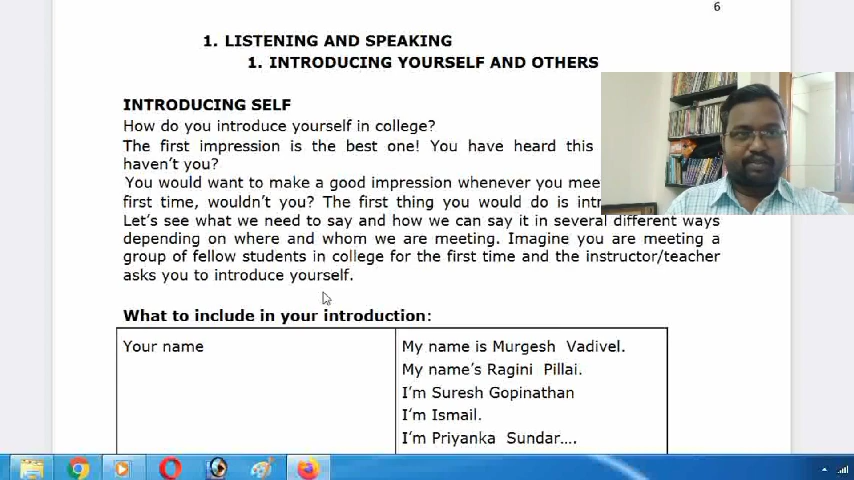 6
1. LISTENING AND SPEAKING
1. INTRODUCING YOURSELF AND OTHERS
INTRODUCING SELF
How do you introduce yourself in college?
The first impression is the best one! You have heard this
haven't you?
You would want to make a good impression whenever you mee
first time, wouldn't you? The first thing you would do is intr
Let's see what we need to say and how we can say it in several different ways
depending on where and whom we are meeting. Imagine you are meeting a
group of fellow students in college for the first time and the instructor/teacher
asks you to introduce yourself.
What to include in your introduction:
Your name
My name is Murgesh Vadivel.
My name's Ragini Pillai.
I'm Suresh Gopinathan
I'm Ismail.
I'm Priyanka Sundar....